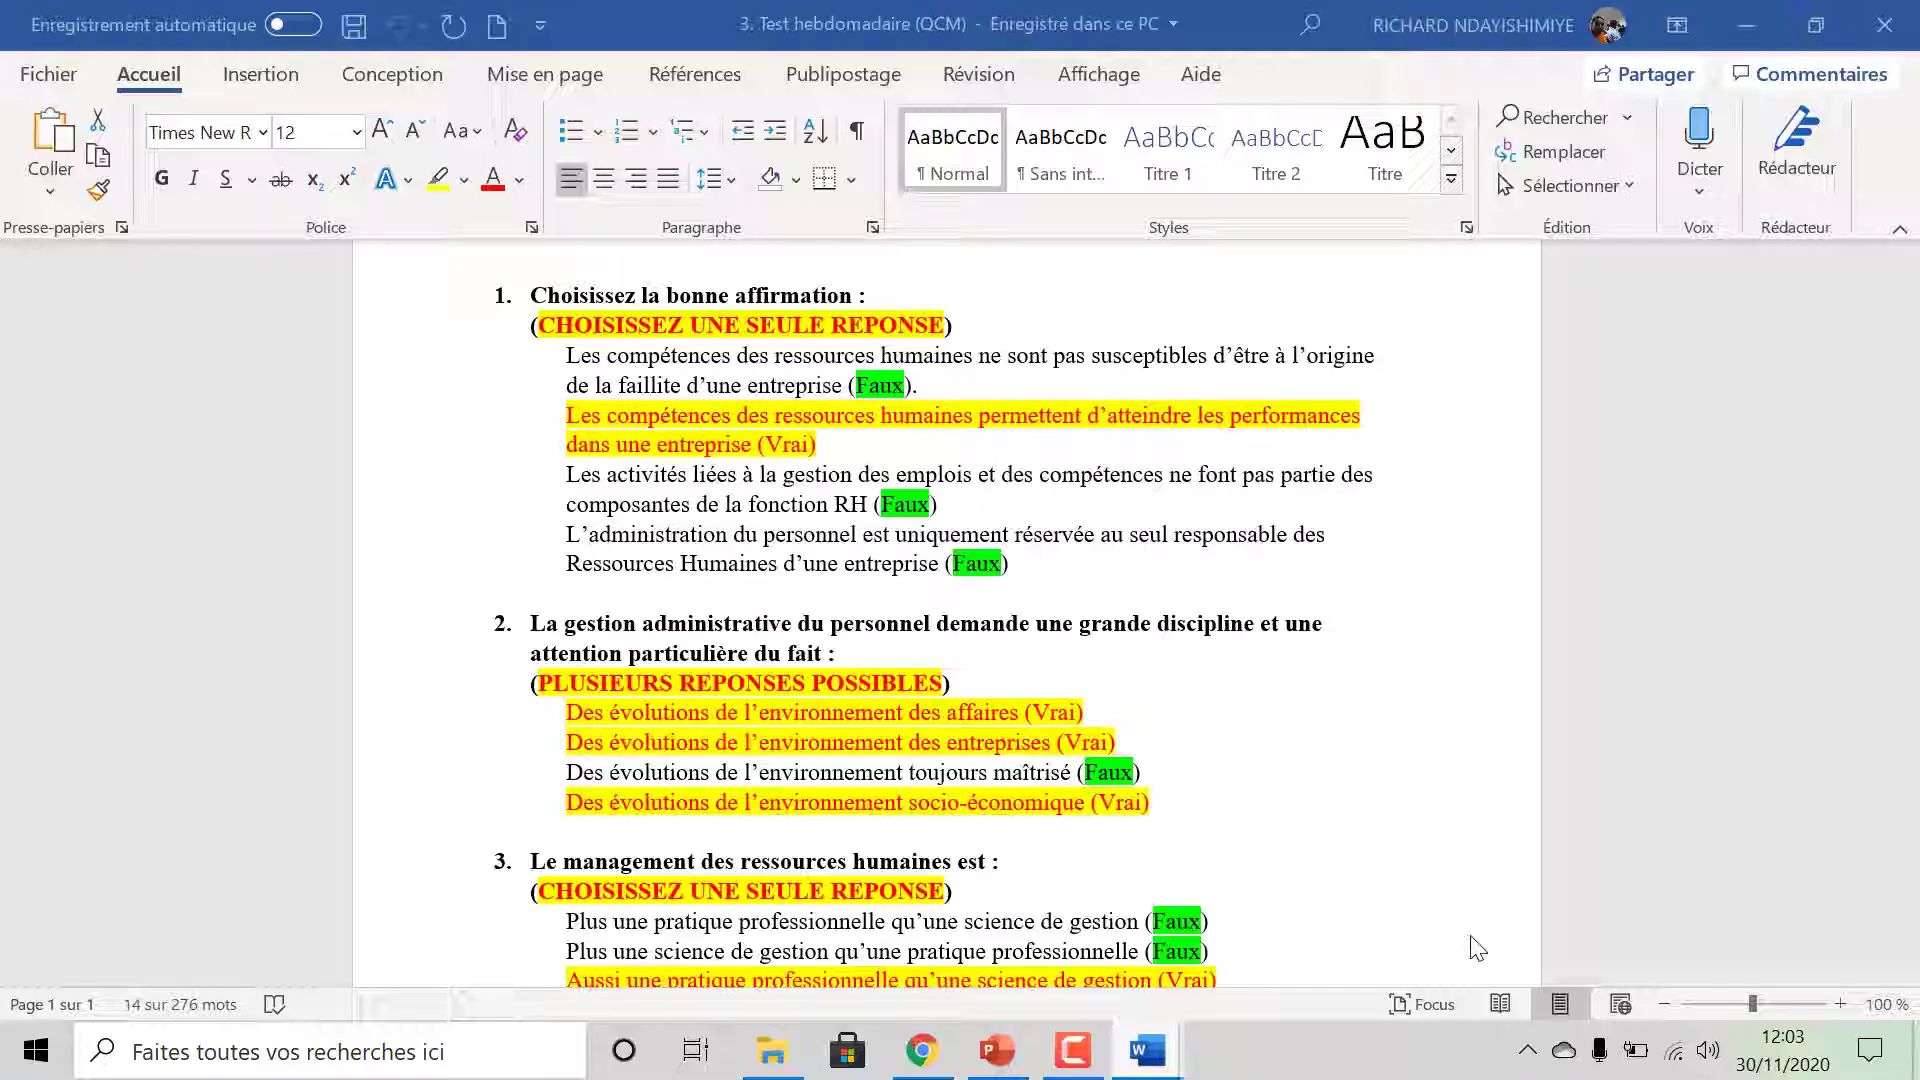 Enregistrement automatique
3. Test hebdomadaire (QCM) - Enregistré dans ce PC
RICHARD NDAYISHIMIYE
Fichier Accueil Insertion Conception Mise en page Références Publipostage Révision Affichage Aide Partager Commentaires
Coller
Presse-papiers
Times New R 12
Aa
G I S ab x₂ x² A A
Police
Paragraphe
AaBbCcDc AaBbCcDc AaBbCc AaBbCcD AaB
¶ Normal ¶ Sans int... Titre 1 Titre 2 Titre
Styles
Rechercher
Remplacer
Sélectionner
Édition
Dicter
Voix
Rédacteur
Rédacteur
1. Choisissez la bonne affirmation :
(CHOISISSEZ UNE SEULE REPONSE)
Les compétences des ressources humaines ne sont pas susceptibles d’être à l’origine
de la faillite d’une entreprise (Faux).
Les compétences des ressources humaines permettent d’atteindre les performances
dans une entreprise (Vrai)
Les activités liées à la gestion des emplois et des compétences ne font pas partie des
composantes de la fonction RH (Faux)
L’administration du personnel est uniquement réservée au seul responsable des
Ressources Humaines d’une entreprise (Faux)
2. La gestion administrative du personnel demande une grande discipline et une
attention particulière du fait :
(PLUSIEURS REPONSES POSSIBLES)
Des évolutions de l’environnement des affaires (Vrai)
Des évolutions de l’environnement des entreprises (Vrai)
Des évolutions de l’environnement toujours maîtrisé (Faux)
Des évolutions de l’environnement socio-économique (Vrai)
3. Le management des ressources humaines est :
(CHOISISSEZ UNE SEULE REPONSE)
Plus une pratique professionnelle qu’une science de gestion (Faux)
Plus une science de gestion qu’une pratique professionnelle (Faux)
Aussi une pratique professionnelle qu’une science de gestion (Vrai)
Page 1 sur 1 14 sur 276 mots Focus 100 %
Faites toutes vos recherches ici
12:03
30/11/2020